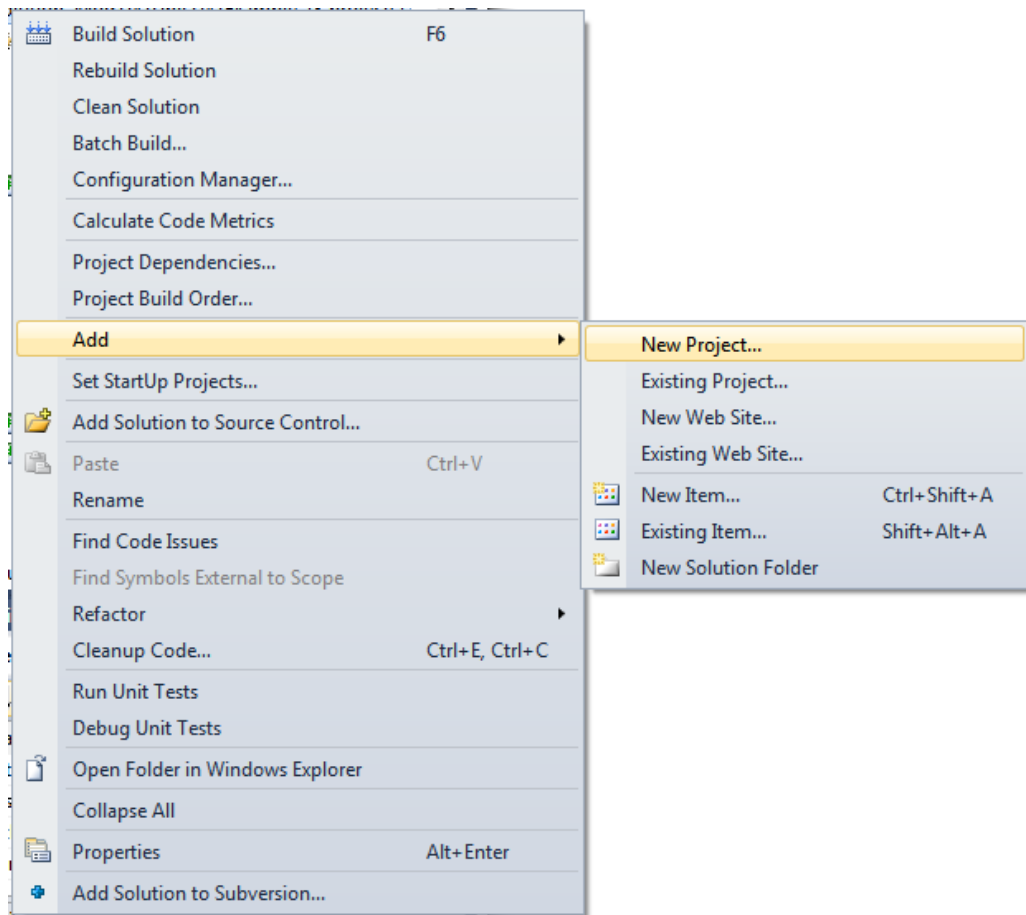 Build Solution F6
Rebuild Solution
Clean Solution
Batch Build...
Configuration Manager...
Calculate Code Metrics
Project Dependencies...
Project Build Order...
Add
Set StartUp Projects...
Add Solution to Source Control...
Paste Ctrl+V
Rename
Find Code Issues
Find Symbols External to Scope
Refactor
Cleanup Code... Ctrl+E, Ctrl+C
Run Unit Tests
Debug Unit Tests
Open Folder in Windows Explorer
Collapse All
Properties Alt+Enter
Add Solution to Subversion...
New Project...
Existing Project...
New Web Site...
Existing Web Site...
New Item... Ctrl+Shift+A
Existing Item... Shift+Alt+A
New Solution Folder